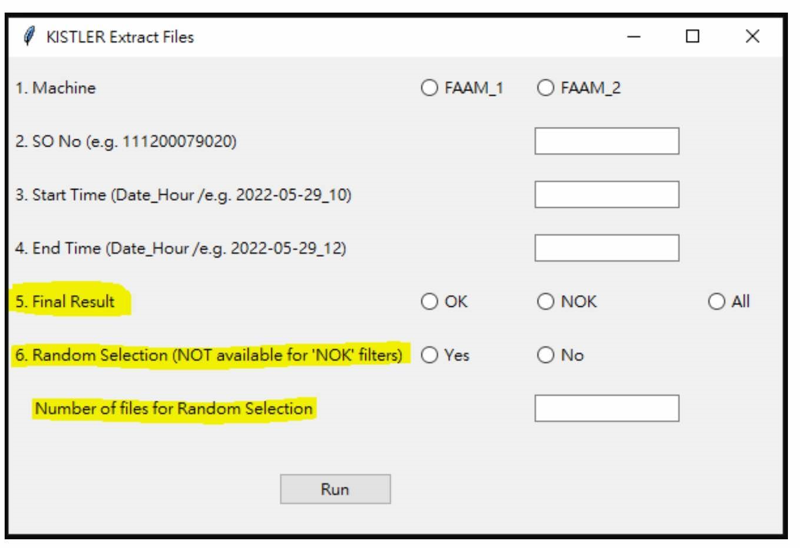 KISTLER Extract Files
1. Machine FAAM_1 FAAM_2
2. SO No (e.g. 111200079020)
3. Start Time (Date_Hour /e.g. 2022-05-29_10)
4. End Time (Date_Hour /e.g. 2022-05-29_12)
5. Final Result OK NOK All
6. Random Selection (NOT available for 'NOK' filters) Yes No
Number of files for Random Selection
Run